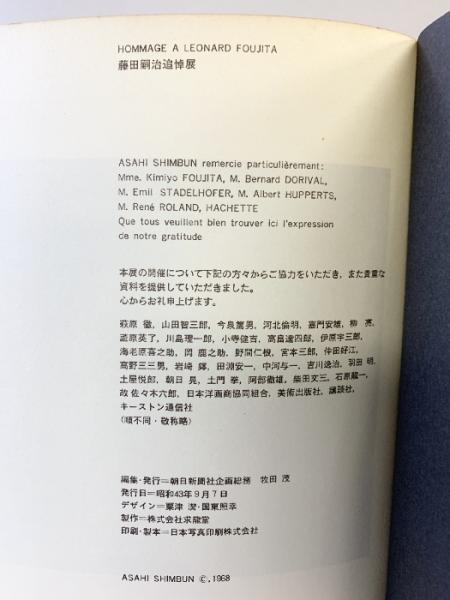 HOMMAGE A LEONARD FOUJITA
藤田嗣治追悼展
ASAHI SHIMBUN remercie particulièrement:
Mme. Kimiyo FOUJITA, M. Bernard DORIVAL,
M. Emil STADELHOFER, M. Albert HUPPERTS,
M. René ROLAND, HACHETTE
Que tous veuillent bien trouver ici l'expression
de notre gratitude
本展の開催について下記の方々からご協力をいただき，また貴重な
資料を提供していただきました。
心からお礼申上げます。
萩原 徹，山田智三郎，今泉篤男，河北倫明，嘉門安雄，柳 亮，
蘆原英了，川島理一郎，小寺健吉，高畠達四郎，伊原宇三郎，
海老原喜之助，岡 鹿之助，野間仁根，宮本三郎，仲田好江，
高野三三男，岩崎 鐸，田淵安一，中河与一，吉川逸治，羽田 明，
土屋悦郎，朝日 晃，土門 拳，阿部徹雄，柴田文三，石原龍一，
政 佐々木六郎，日本洋画商協同組合，美術出版社，講談社，
キーストン通信社
（順不同・敬称略）
編集・発行＝朝日新聞社企画総務 牧田 茂
発行日＝昭和43年9月7日
デザイン＝粟津 潔・国東照幸
製作＝株式会社求龍堂
印刷・製本＝日本写真印刷株式会社
ASAHI SHIMBUN ©,1968